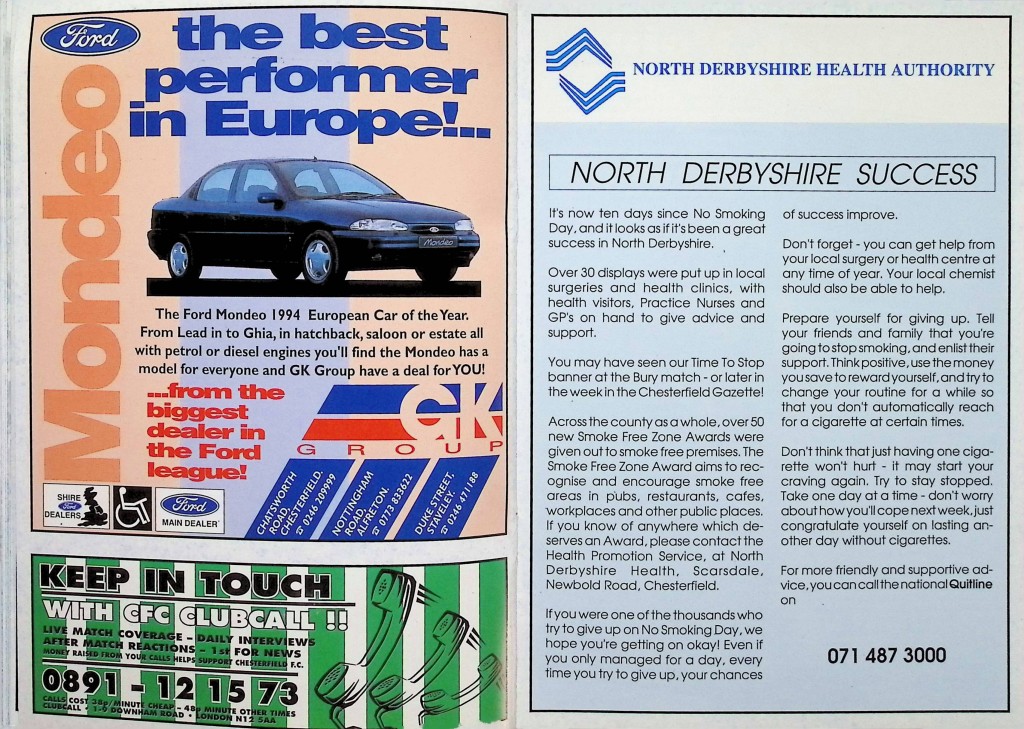 Ford
the best
performer
in Europe!...
Mondeo
Mondeo
The Ford Mondeo 1994 European Car of the Year.
From Lead in to Ghia, in hatchback, saloon or estate all
with petrol or diesel engines you'll find the Mondeo has a
model for everyone and GK Group have a deal for YOU!
...from the
biggest
dealer in
the Ford
league!
GK
GROUP
CHATSWORTH
ROAD,
CHESTERFIELD.
☎ 0246 209999
NOTTINGHAM
ROAD,
ALFRETON.
☎ 0773 833622
DUKE STREET,
STAVELEY.
☎ 0246 471188
SHIRE
Ford
DEALERS
Ford
MAIN DEALER
KEEP IN TOUCH
WITH CFC CLUBCALL !!
LIVE MATCH COVERAGE - DAILY INTERVIEWS
AFTER MATCH REACTIONS - 1st FOR NEWS
MONEY RAISED FROM YOUR CALLS HELPS SUPPORT CHESTERFIELD F.C.
0891 - 12 15 73
CALLS COST 38p/MINUTE CHEAP - 48p MINUTE OTHER TIMES
CLUBCALL • 1-9 DOWNHAM ROAD • LONDON N12 5AA
NORTH DERBYSHIRE HEALTH AUTHORITY
NORTH DERBYSHIRE SUCCESS
It's now ten days since No Smoking
Day, and it looks as if it's been a great
success in North Derbyshire.
Over 30 displays were put up in local
surgeries and health clinics, with
health visitors, Practice Nurses and
GP's on hand to give advice and
support.
You may have seen our Time To Stop
banner at the Bury match - or later in
the week in the Chesterfield Gazette!
Across the county as a whole, over 50
new Smoke Free Zone Awards were
given out to smoke free premises. The
Smoke Free Zone Award aims to rec-
ognise and encourage smoke free
areas in pubs, restaurants, cafes,
workplaces and other public places.
If you know of anywhere which de-
serves an Award, please contact the
Health Promotion Service, at North
Derbyshire Health, Scarsdale,
Newbold Road, Chesterfield.
If you were one of the thousands who
try to give up on No Smoking Day, we
hope you're getting on okay! Even if
you only managed for a day, every
time you try to give up, your chances
of success improve.
Don't forget - you can get help from
your local surgery or health centre at
any time of year. Your local chemist
should also be able to help.
Prepare yourself for giving up. Tell
your friends and family that you're
going to stop smoking, and enlist their
support. Think positive, use the money
you save to reward yourself, and try to
change your routine for a while so
that you don't automatically reach
for a cigarette at certain times.
Don't think that just having one ciga-
rette won't hurt - it may start your
craving again. Try to stay stopped.
Take one day at a time - don't worry
about how you'll cope next week, just
congratulate yourself on lasting an-
other day without cigarettes.
For more friendly and supportive ad-
vice, you can call the national Quitline
on
071 487 3000